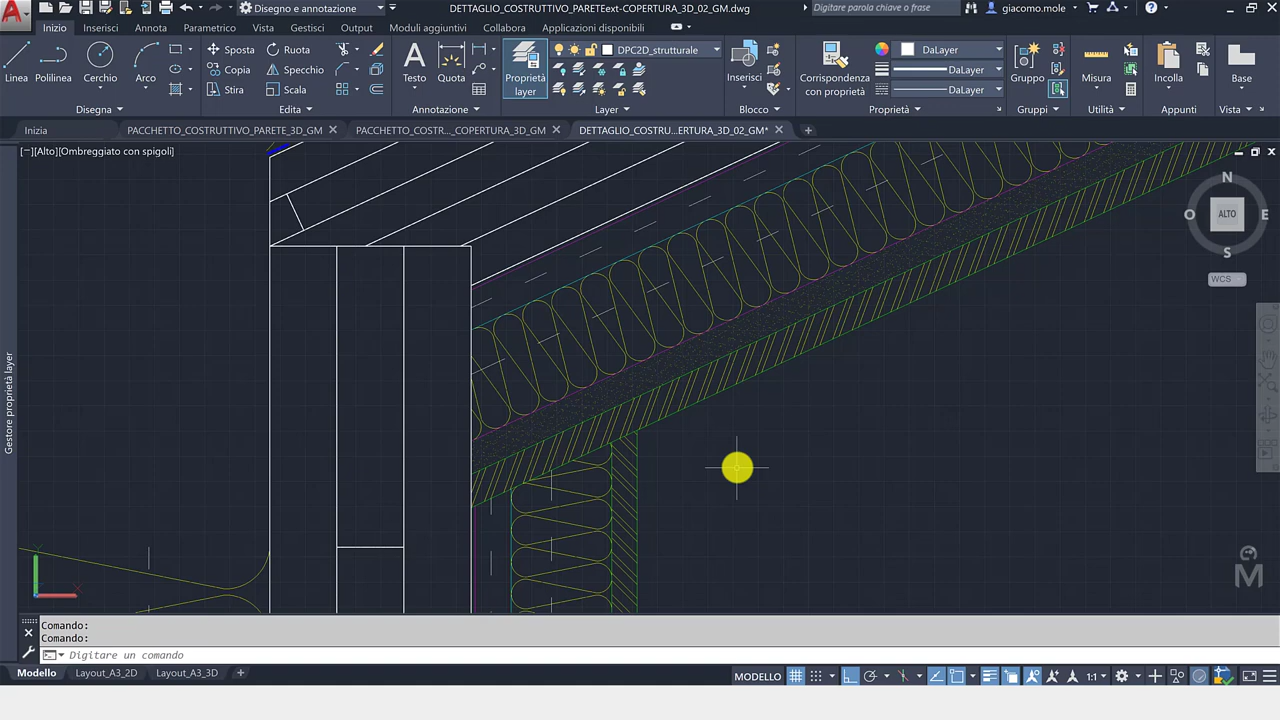 A Disegno e annotazione DETTAGLIO_COSTRUTTIVO_PARETEext-COPERTURA_3D_02_GM.dwg Digitare parola chiave o frase giacomo.mole ?
Inizio Inserisci Annota Parametrico Vista Gestisci Output Moduli aggiuntivi Collabora Applicazioni disponibili
Linea Polilinea Cerchio Arco Sposta Ruota Copia Specchio Stira Scala Testo Quota Proprietà layer DPC2D_strutturale Inserisci Corrispondenza con proprietà DaLayer DaLayer DaLayer Gruppo Misura Incolla Base
Disegna Edita Annotazione Layer Blocco Proprietà Gruppi Utilità Appunti Vista
Inizia PACCHETTO_COSTRUTTIVO_PARETE_3D_GM PACCHETTO_COSTR..._COPERTURA_3D_GM DETTAGLIO_COSTRU...ERTURA_3D_02_GM*
[−][Alto][Ombreggiato con spigoli]
N
O ALTO E
S
WCS
Gestore proprietà layer
M
Comando:
Comando:
Digitare un comando
Modello Layout_A3_2D Layout_A3_3D + MODELLO 1:1